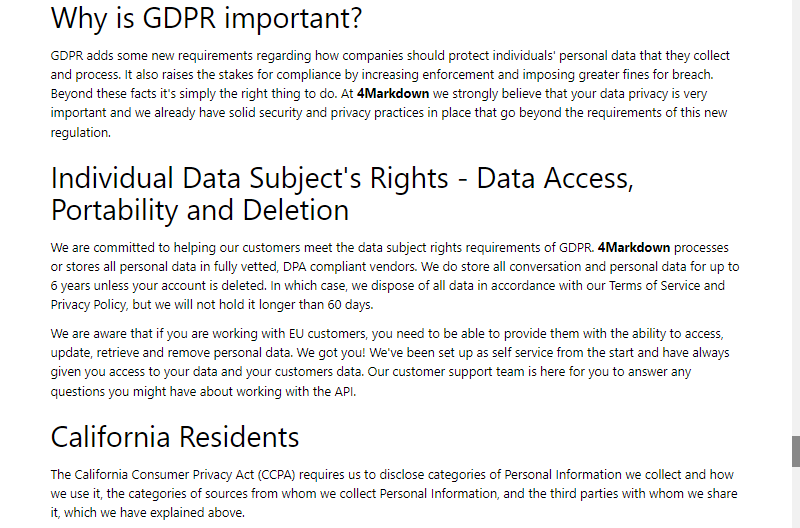 Why is GDPR important?
GDPR adds some new requirements regarding how companies should protect individuals' personal data that they collect
and process. It also raises the stakes for compliance by increasing enforcement and imposing greater fines for breach.
Beyond these facts it's simply the right thing to do. At 4Markdown we strongly believe that your data privacy is very
important and we already have solid security and privacy practices in place that go beyond the requirements of this new
regulation.
Individual Data Subject's Rights - Data Access,
Portability and Deletion
We are committed to helping our customers meet the data subject rights requirements of GDPR. 4Markdown processes
or stores all personal data in fully vetted, DPA compliant vendors. We do store all conversation and personal data for up to
6 years unless your account is deleted. In which case, we dispose of all data in accordance with our Terms of Service and
Privacy Policy, but we will not hold it longer than 60 days.
We are aware that if you are working with EU customers, you need to be able to provide them with the ability to access,
update, retrieve and remove personal data. We got you! We've been set up as self service from the start and have always
given you access to your data and your customers data. Our customer support team is here for you to answer any
questions you might have about working with the API.
California Residents
The California Consumer Privacy Act (CCPA) requires us to disclose categories of Personal Information we collect and how
we use it, the categories of sources from whom we collect Personal Information, and the third parties with whom we share
it, which we have explained above.